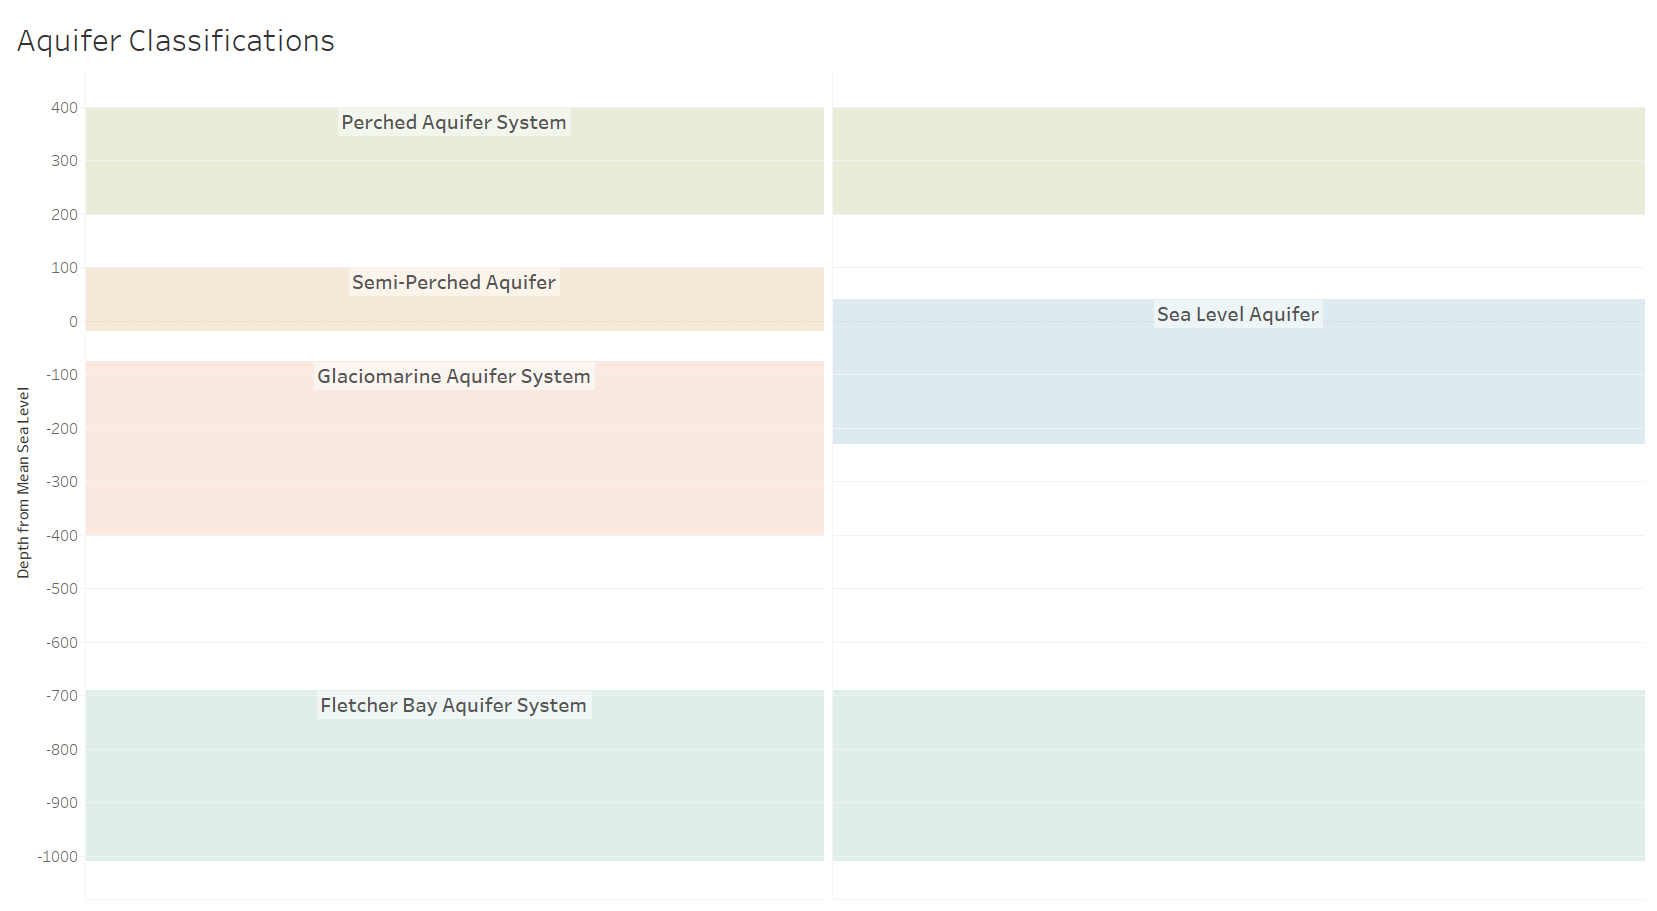 Aquifer Classifications
Depth from Mean Sea Level
400
300
200
100
0
-100
-200
-300
-400
-500
-600
-700
-800
-900
-1000
Perched Aquifer System
Semi-Perched Aquifer
Sea Level Aquifer
Glaciomarine Aquifer System
Fletcher Bay Aquifer System